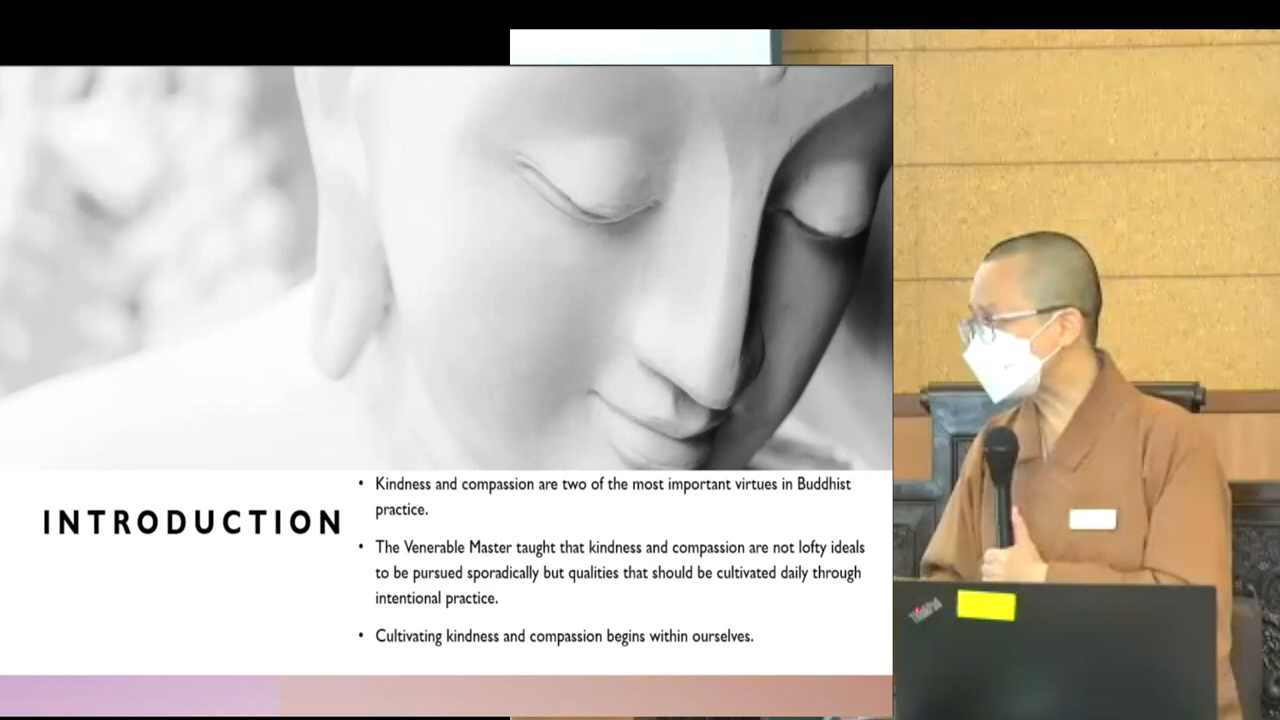 INTRODUCTION
• Kindness and compassion are two of the most important virtues in Buddhist
practice.
• The Venerable Master taught that kindness and compassion are not lofty ideals
to be pursued sporadically but qualities that should be cultivated daily through
intentional practice.
• Cultivating kindness and compassion begins within ourselves.
ThinkPad